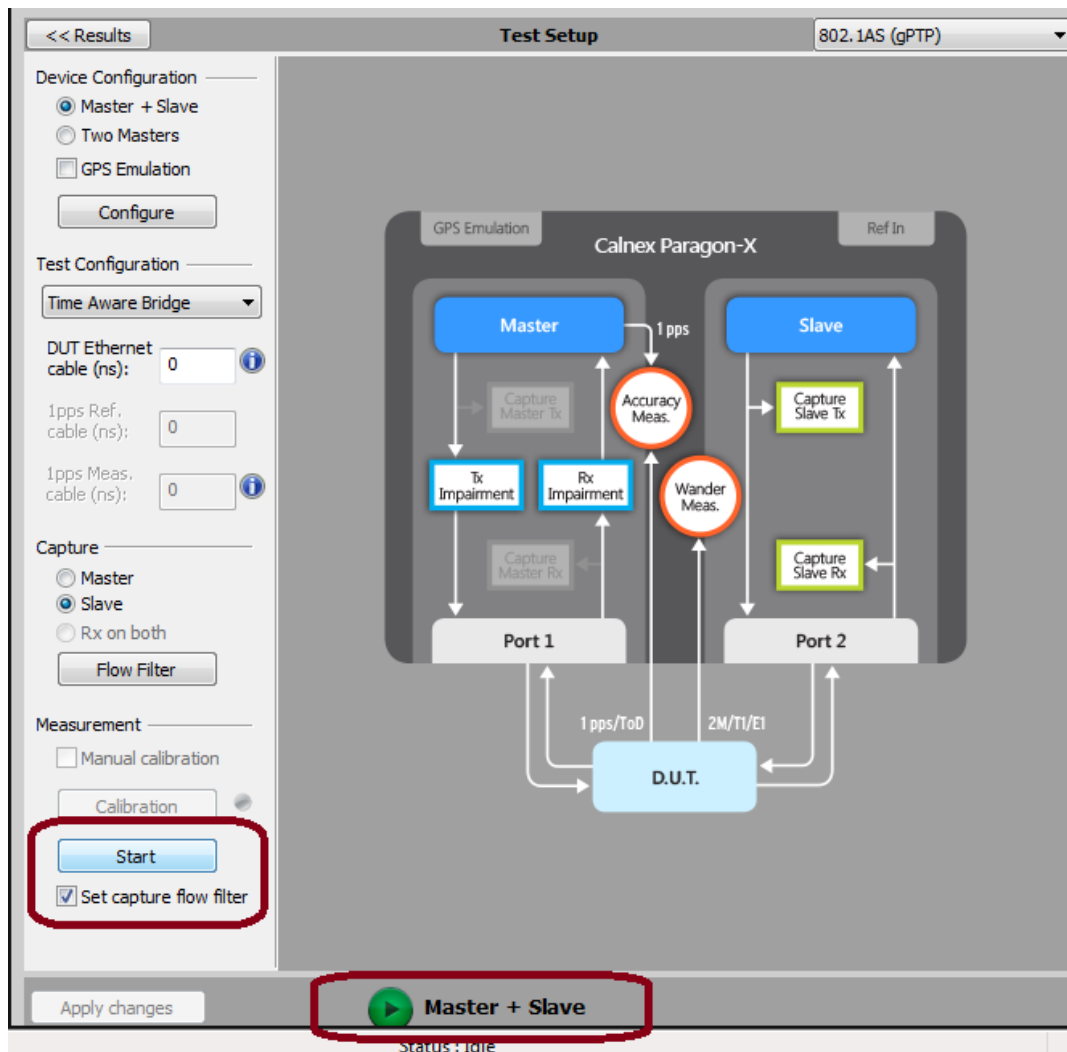 << Results
Test Setup
802.1AS (gPTP)
Device Configuration
Master + Slave
Two Masters
GPS Emulation
Configure
Test Configuration
Time Aware Bridge
DUT Ethernet
cable (ns):
0
1pps Ref.
cable (ns):
0
1pps Meas.
cable (ns):
0
Capture
Master
Slave
Rx on both
Flow Filter
Measurement
Manual calibration
Calibration
Start
Set capture flow filter
GPS Emulation
Calnex Paragon-X
Ref In
Master
1 pps
Slave
Capture
Master Tx
Accuracy
Meas.
Capture
Slave Tx
Tx
Impairment
Rx
Impairment
Wander
Meas.
Capture
Master Rx
Capture
Slave Rx
Port 1
Port 2
1 pps/ToD
2M/T1/E1
D.U.T.
Apply changes
Master + Slave
Status : Idle